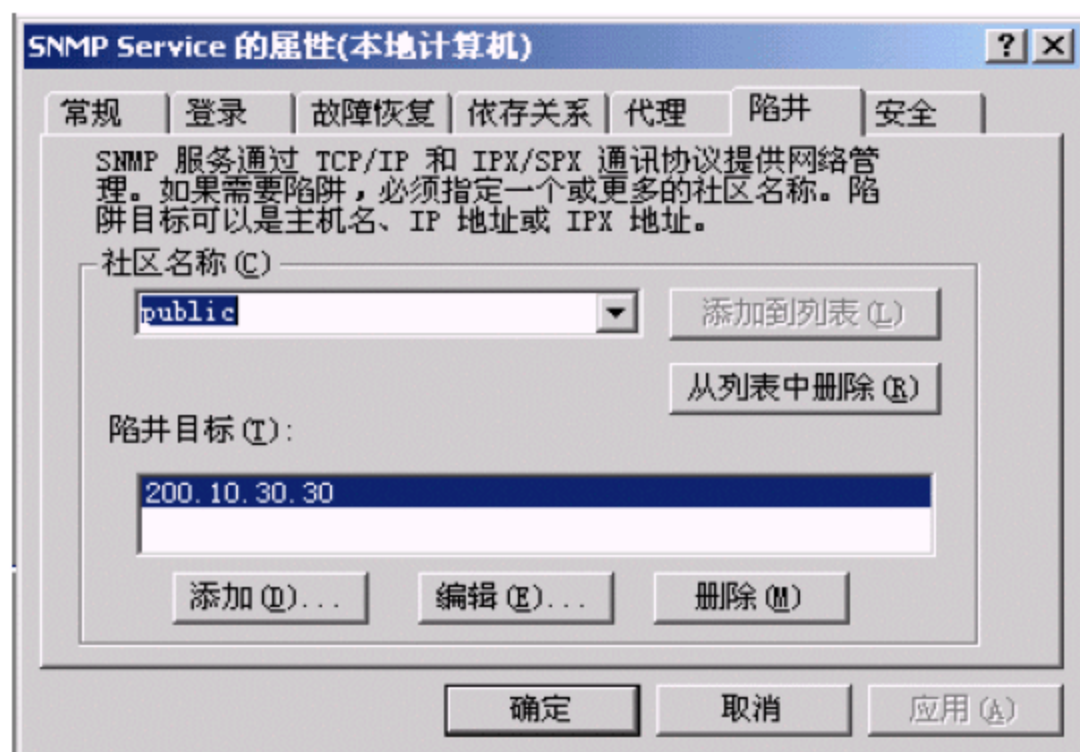 SNMP Service 的属性(本地计算机)
常规 登录 故障恢复 依存关系 代理 陷井 安全
SNMP 服务通过 TCP/IP 和 IPX/SPX 通讯协议提供网络管
理。如果需要陷阱，必须指定一个或更多的社区名称。陷
阱目标可以是主机名、IP 地址或 IPX 地址。
社区名称(C)
public 添加到列表(L)
从列表中删除(R)
陷井目标(T):
200.10.30.30
添加(D)... 编辑(E)... 删除(M)
确定 取消 应用(A)